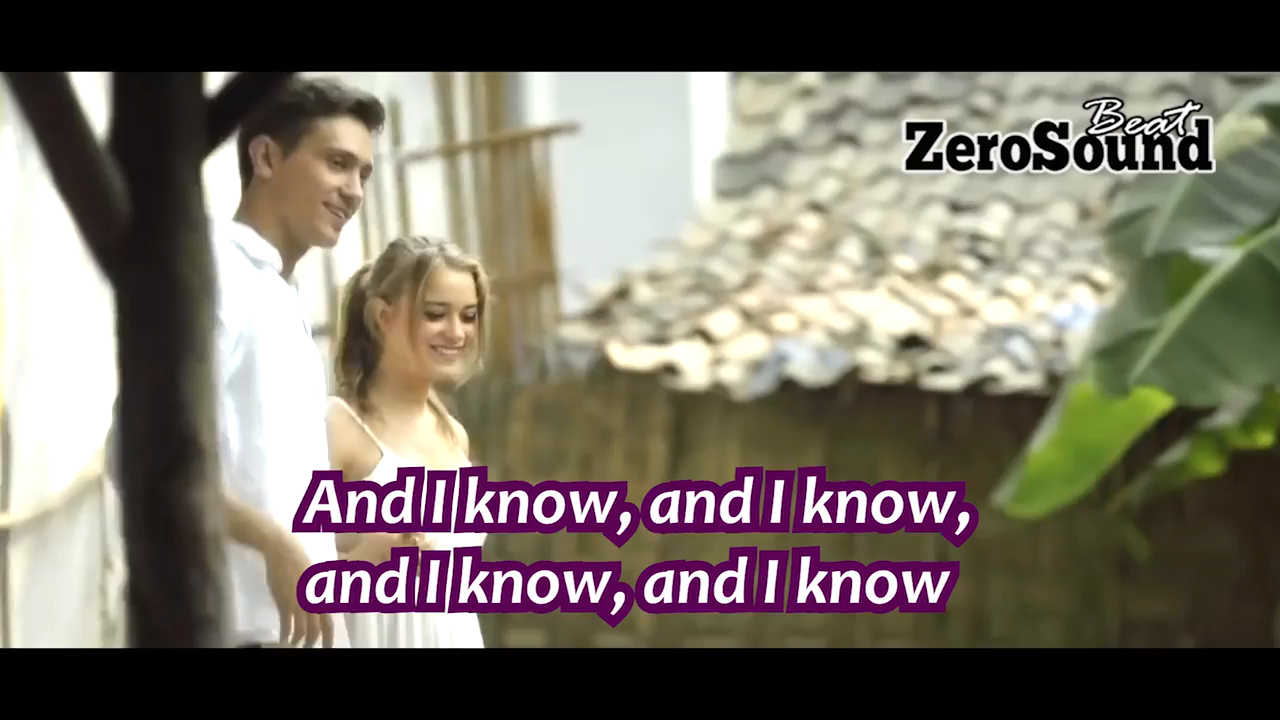 Beat
ZeroSound
And I know, and I know,
and I know, and I know